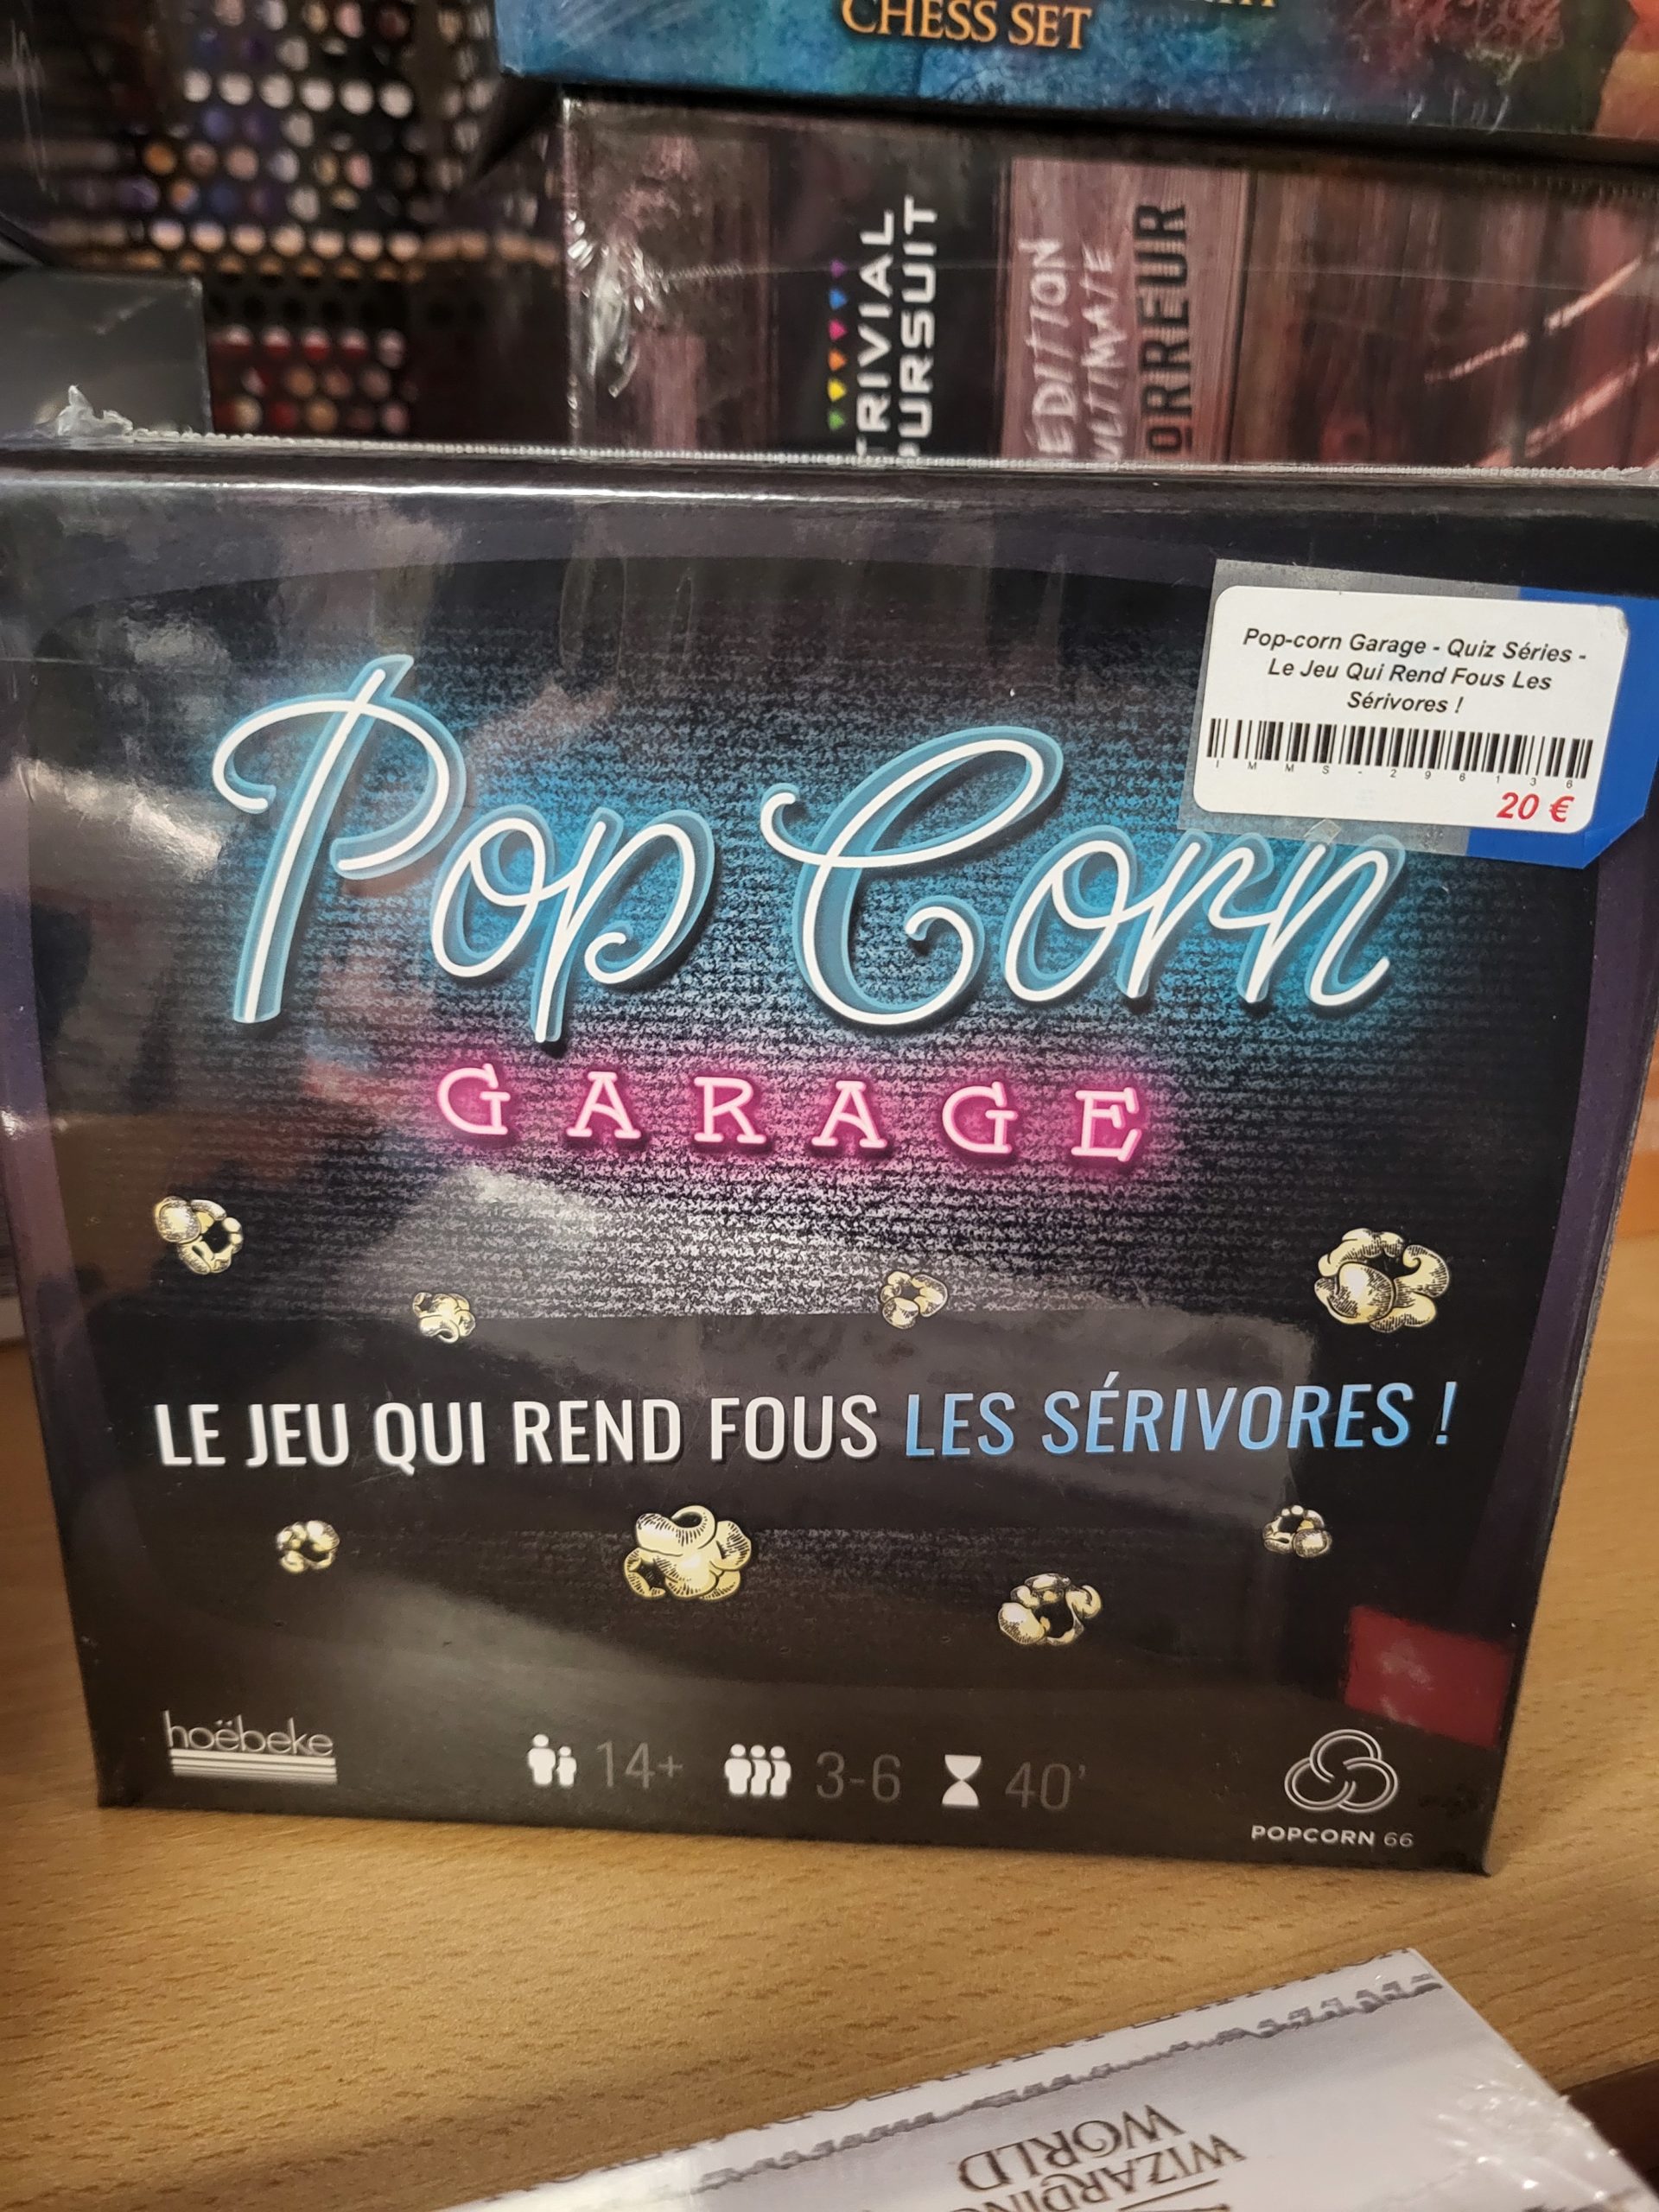 CHESS SET
TRIVIAL
PURSUIT
ÉDITION
ULTIMATE
HORREUR
Pop-corn Garage - Quiz Séries -
Le Jeu Qui Rend Fous Les
Sérivores !
IMMS-296136
20 €
Pop Corn
GARAGE
LE JEU QUI REND FOUS LES SÉRIVORES !
hoëbeke
14+
3-6
40'
POPCORN 66
WIZARDING
WORLD